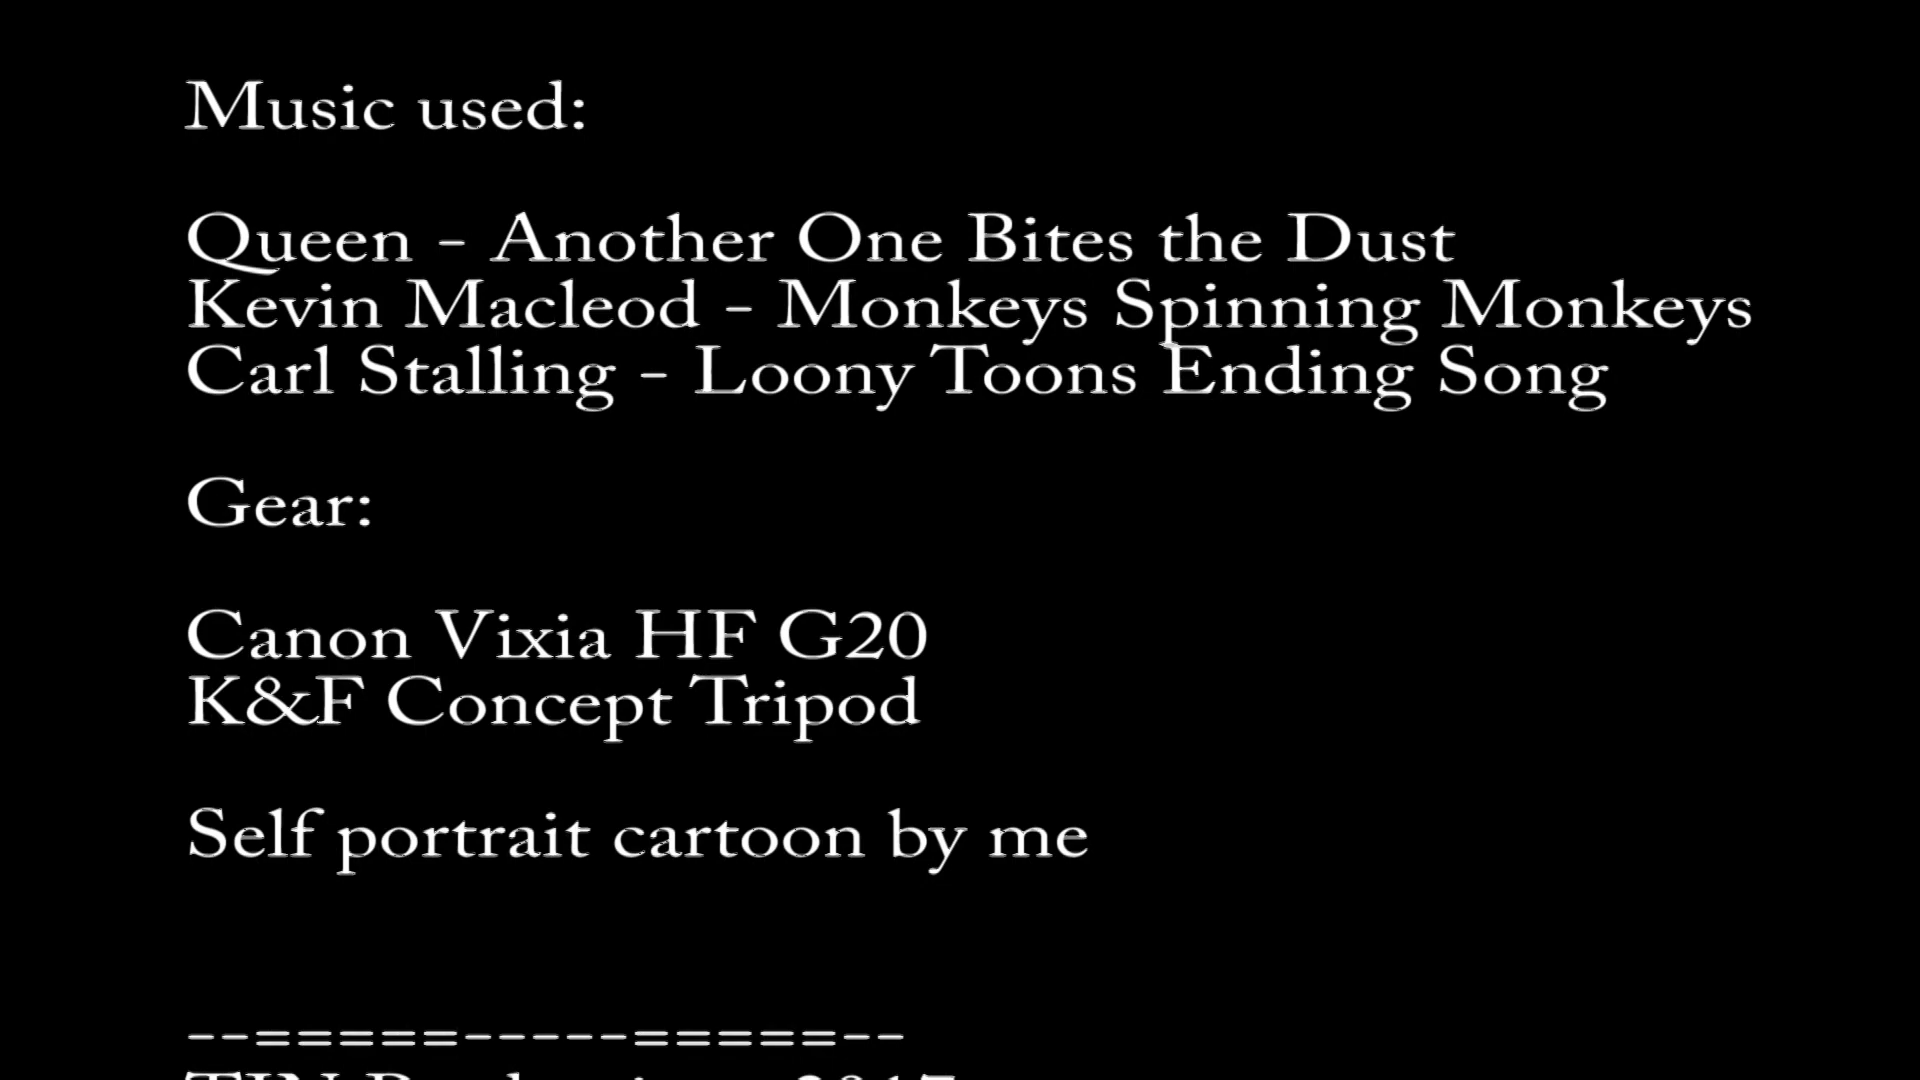 Music used:
Queen - Another One Bites the Dust
Kevin Macleod - Monkeys Spinning Monkeys
Carl Stalling - Loony Toons Ending Song
Gear:
Canon Vixia HF G20
K&F Concept Tripod
Self portrait cartoon by me
--=====-----=====--